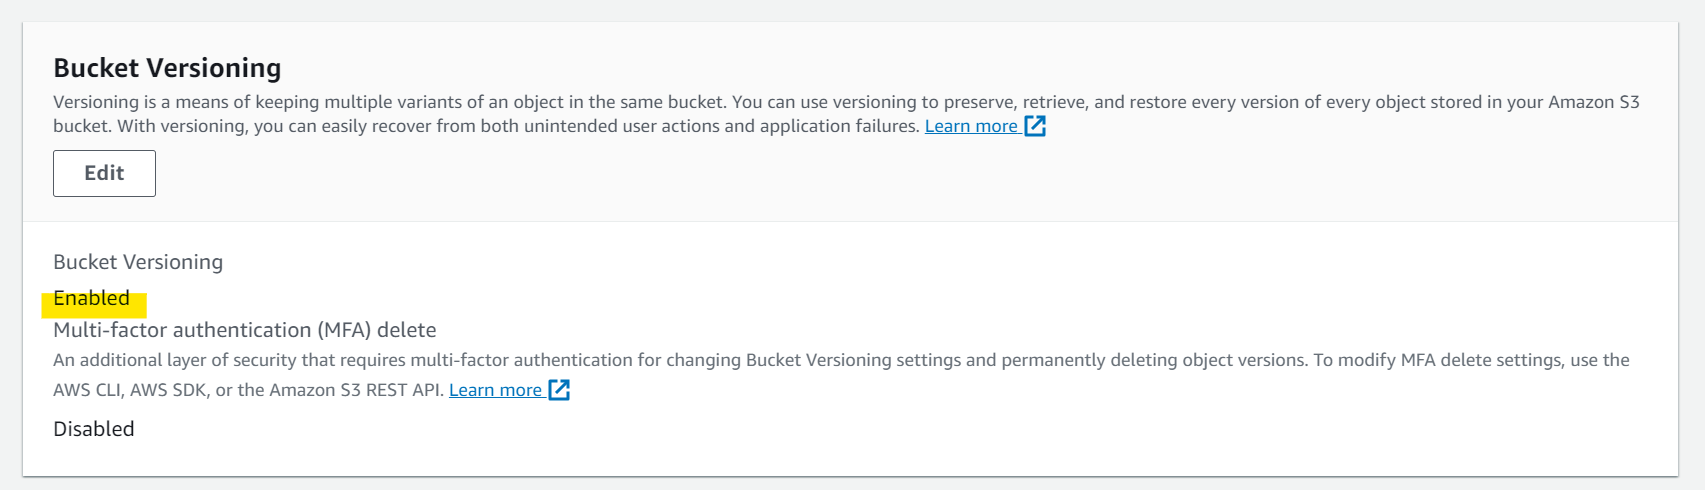 Bucket Versioning
Versioning is a means of keeping multiple variants of an object in the same bucket. You can use versioning to preserve, retrieve, and restore every version of every object stored in your Amazon S3
bucket. With versioning, you can easily recover from both unintended user actions and application failures. Learn more
Edit
Bucket Versioning
Enabled
Multi-factor authentication (MFA) delete
An additional layer of security that requires multi-factor authentication for changing Bucket Versioning settings and permanently deleting object versions. To modify MFA delete settings, use the
AWS CLI, AWS SDK, or the Amazon S3 REST API. Learn more
Disabled